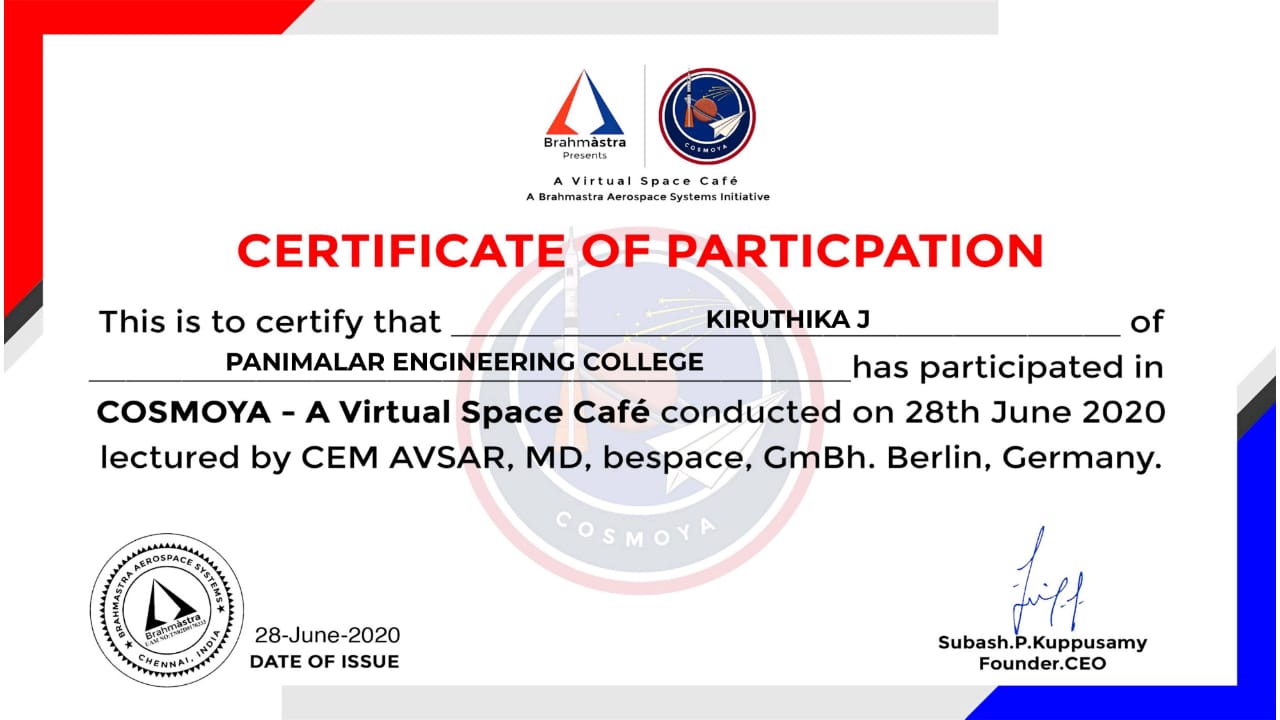 Brahmàstra
Presents
COSMOYA
A Virtual Space Café
A Brahmastra Aerospace Systems Initiative
CERTIFICATE OF PARTICPATION
This is to certify that KIRUTHIKA J of
PANIMALAR ENGINEERING COLLEGE has participated in
COSMOYA - A Virtual Space Café conducted on 28th June 2020
lectured by CEM AVSAR, MD, bespace, GmBh. Berlin, Germany.
COSMOYA
BRAHMASTRA AEROSPACE SYSTEMS
Brahmàstra
CHENNAI, INDIA
28-June-2020
DATE OF ISSUE
Subash.P.Kuppusamy
Founder.CEO